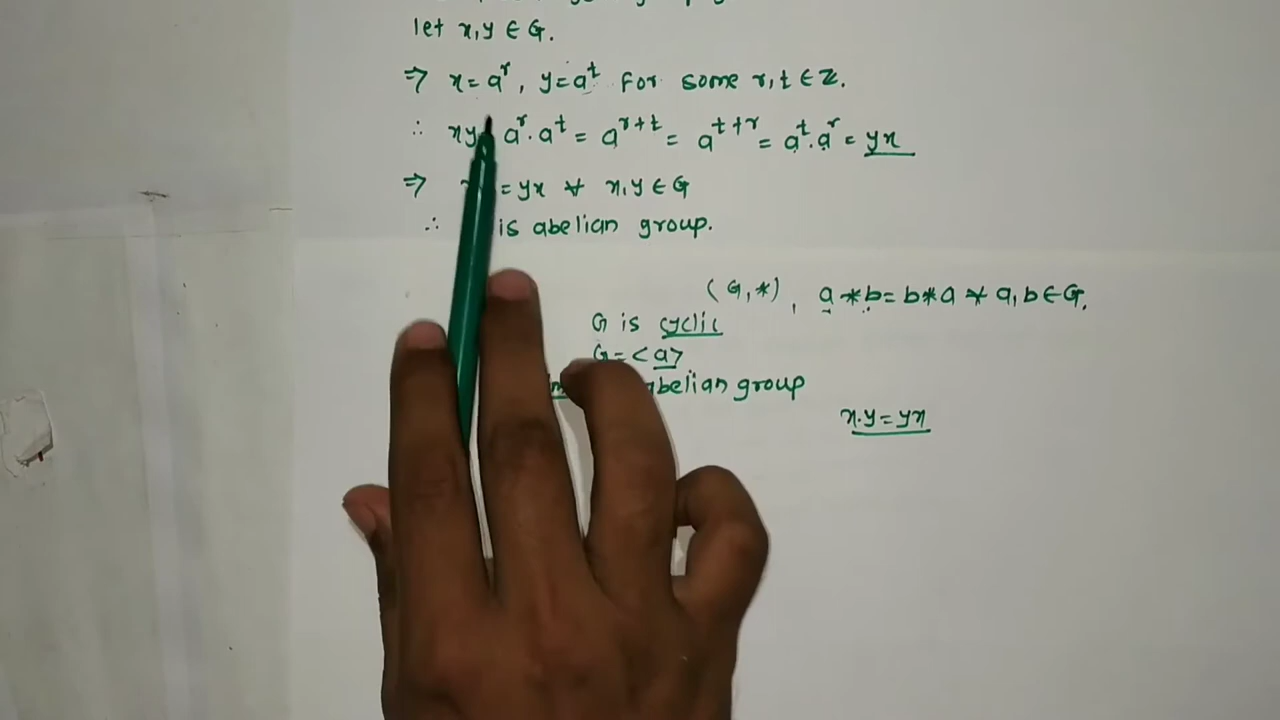 let x,y ∈ G.
⇒ x = a^r, y = a^t for some r,t ∈ Z.
∴ xy = a^r . a^t = a^{r+t} = a^{t+r} = a^t . a^r = yx
⇒ = yx ∀ x,y ∈ G
∴ is abelian group.
(G,*), a*b = b*a ∀ a,b ∈ G.
G is cyclic
G = <a>
abelian group
x.y = yx